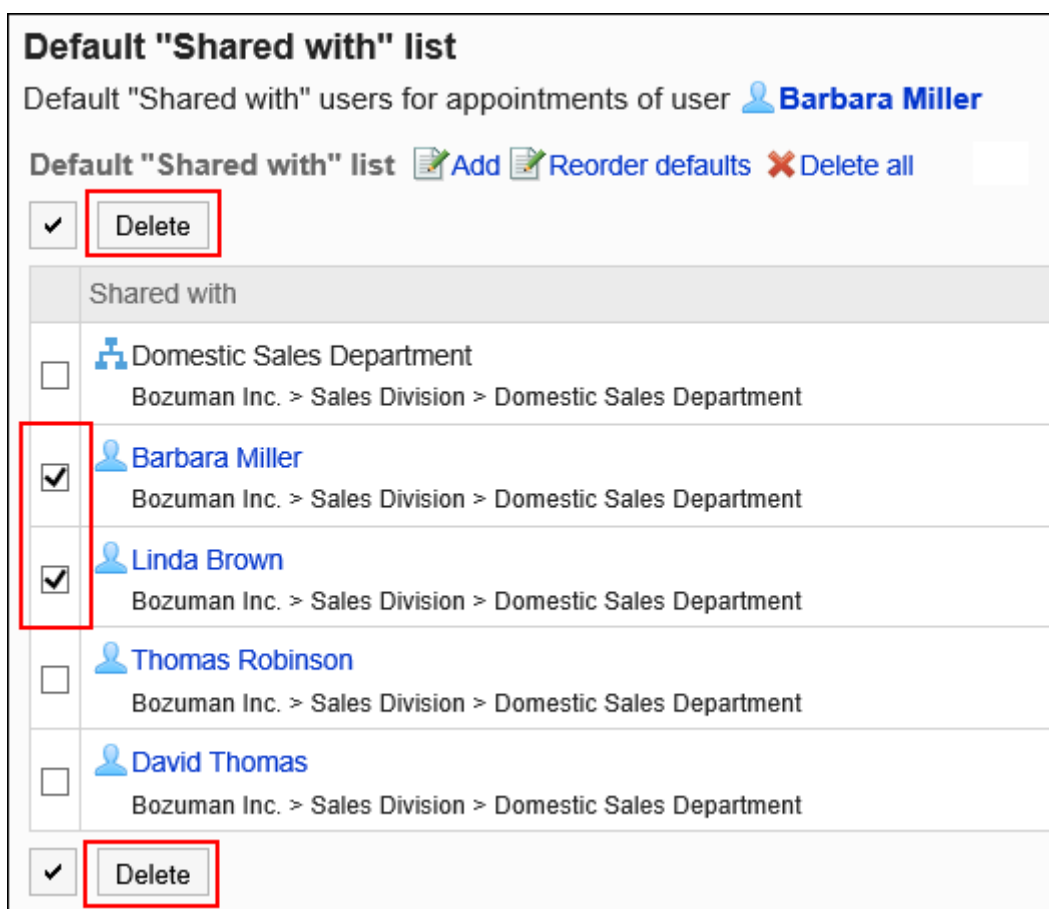 Default "Shared with" list
Default "Shared with" users for appointments of user Barbara Miller
Default "Shared with" list Add Reorder defaults Delete all
Delete
Shared with
Domestic Sales Department
Bozuman Inc. > Sales Division > Domestic Sales Department
Barbara Miller
Bozuman Inc. > Sales Division > Domestic Sales Department
Linda Brown
Bozuman Inc. > Sales Division > Domestic Sales Department
Thomas Robinson
Bozuman Inc. > Sales Division > Domestic Sales Department
David Thomas
Bozuman Inc. > Sales Division > Domestic Sales Department
Delete